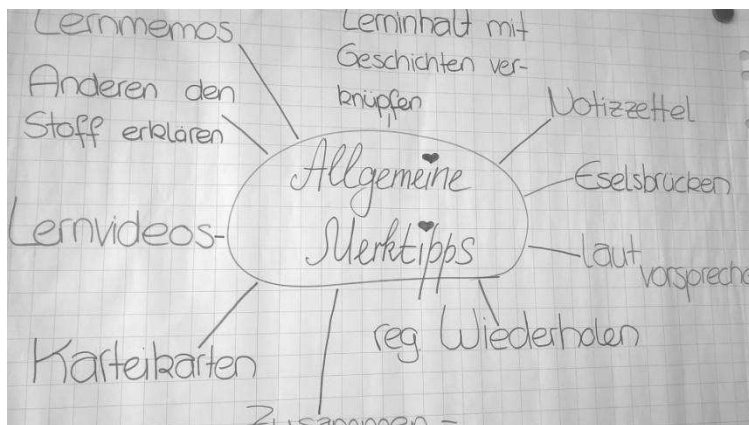 Lernmemos
Lerninhalt mit
Geschichten ver-
knüpfen
Anderen den
Stoff erklären
Notizzettel
Allgemeine
Merktipps
Eselsbrücken
Lernvideos
Laut
vorspreche
reg Wiederholen
Karteikarten
Zusammen-